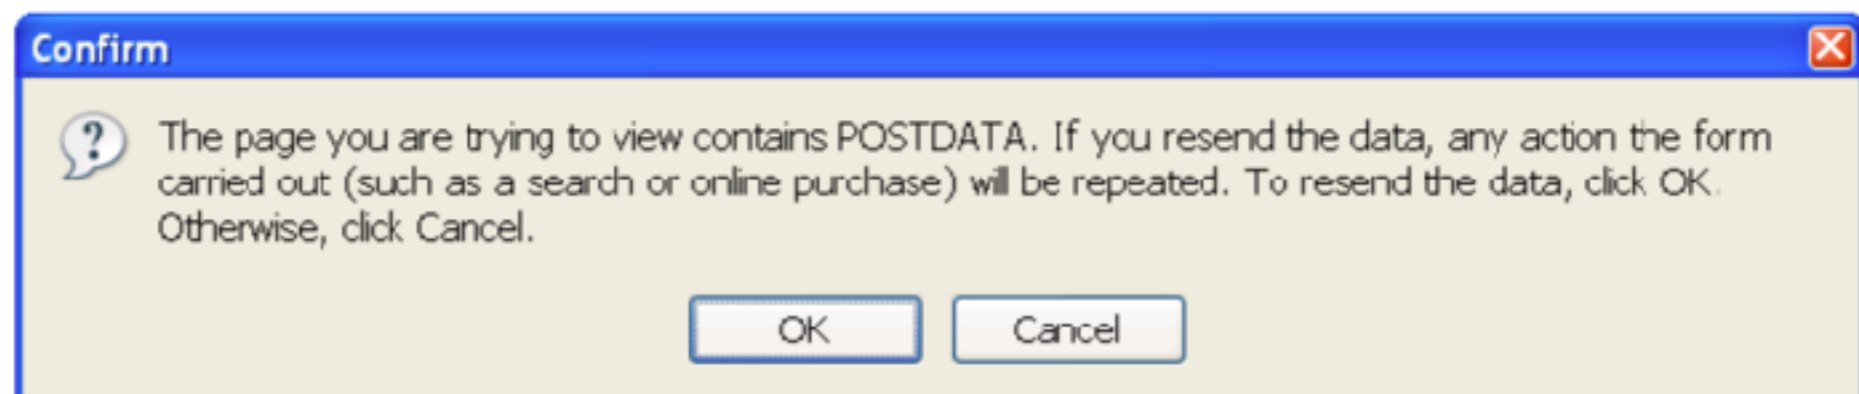 Confirm
The page you are trying to view contains POSTDATA. If you resend the data, any action the form
carried out (such as a search or online purchase) will be repeated. To resend the data, click OK.
Otherwise, click Cancel.
OK Cancel